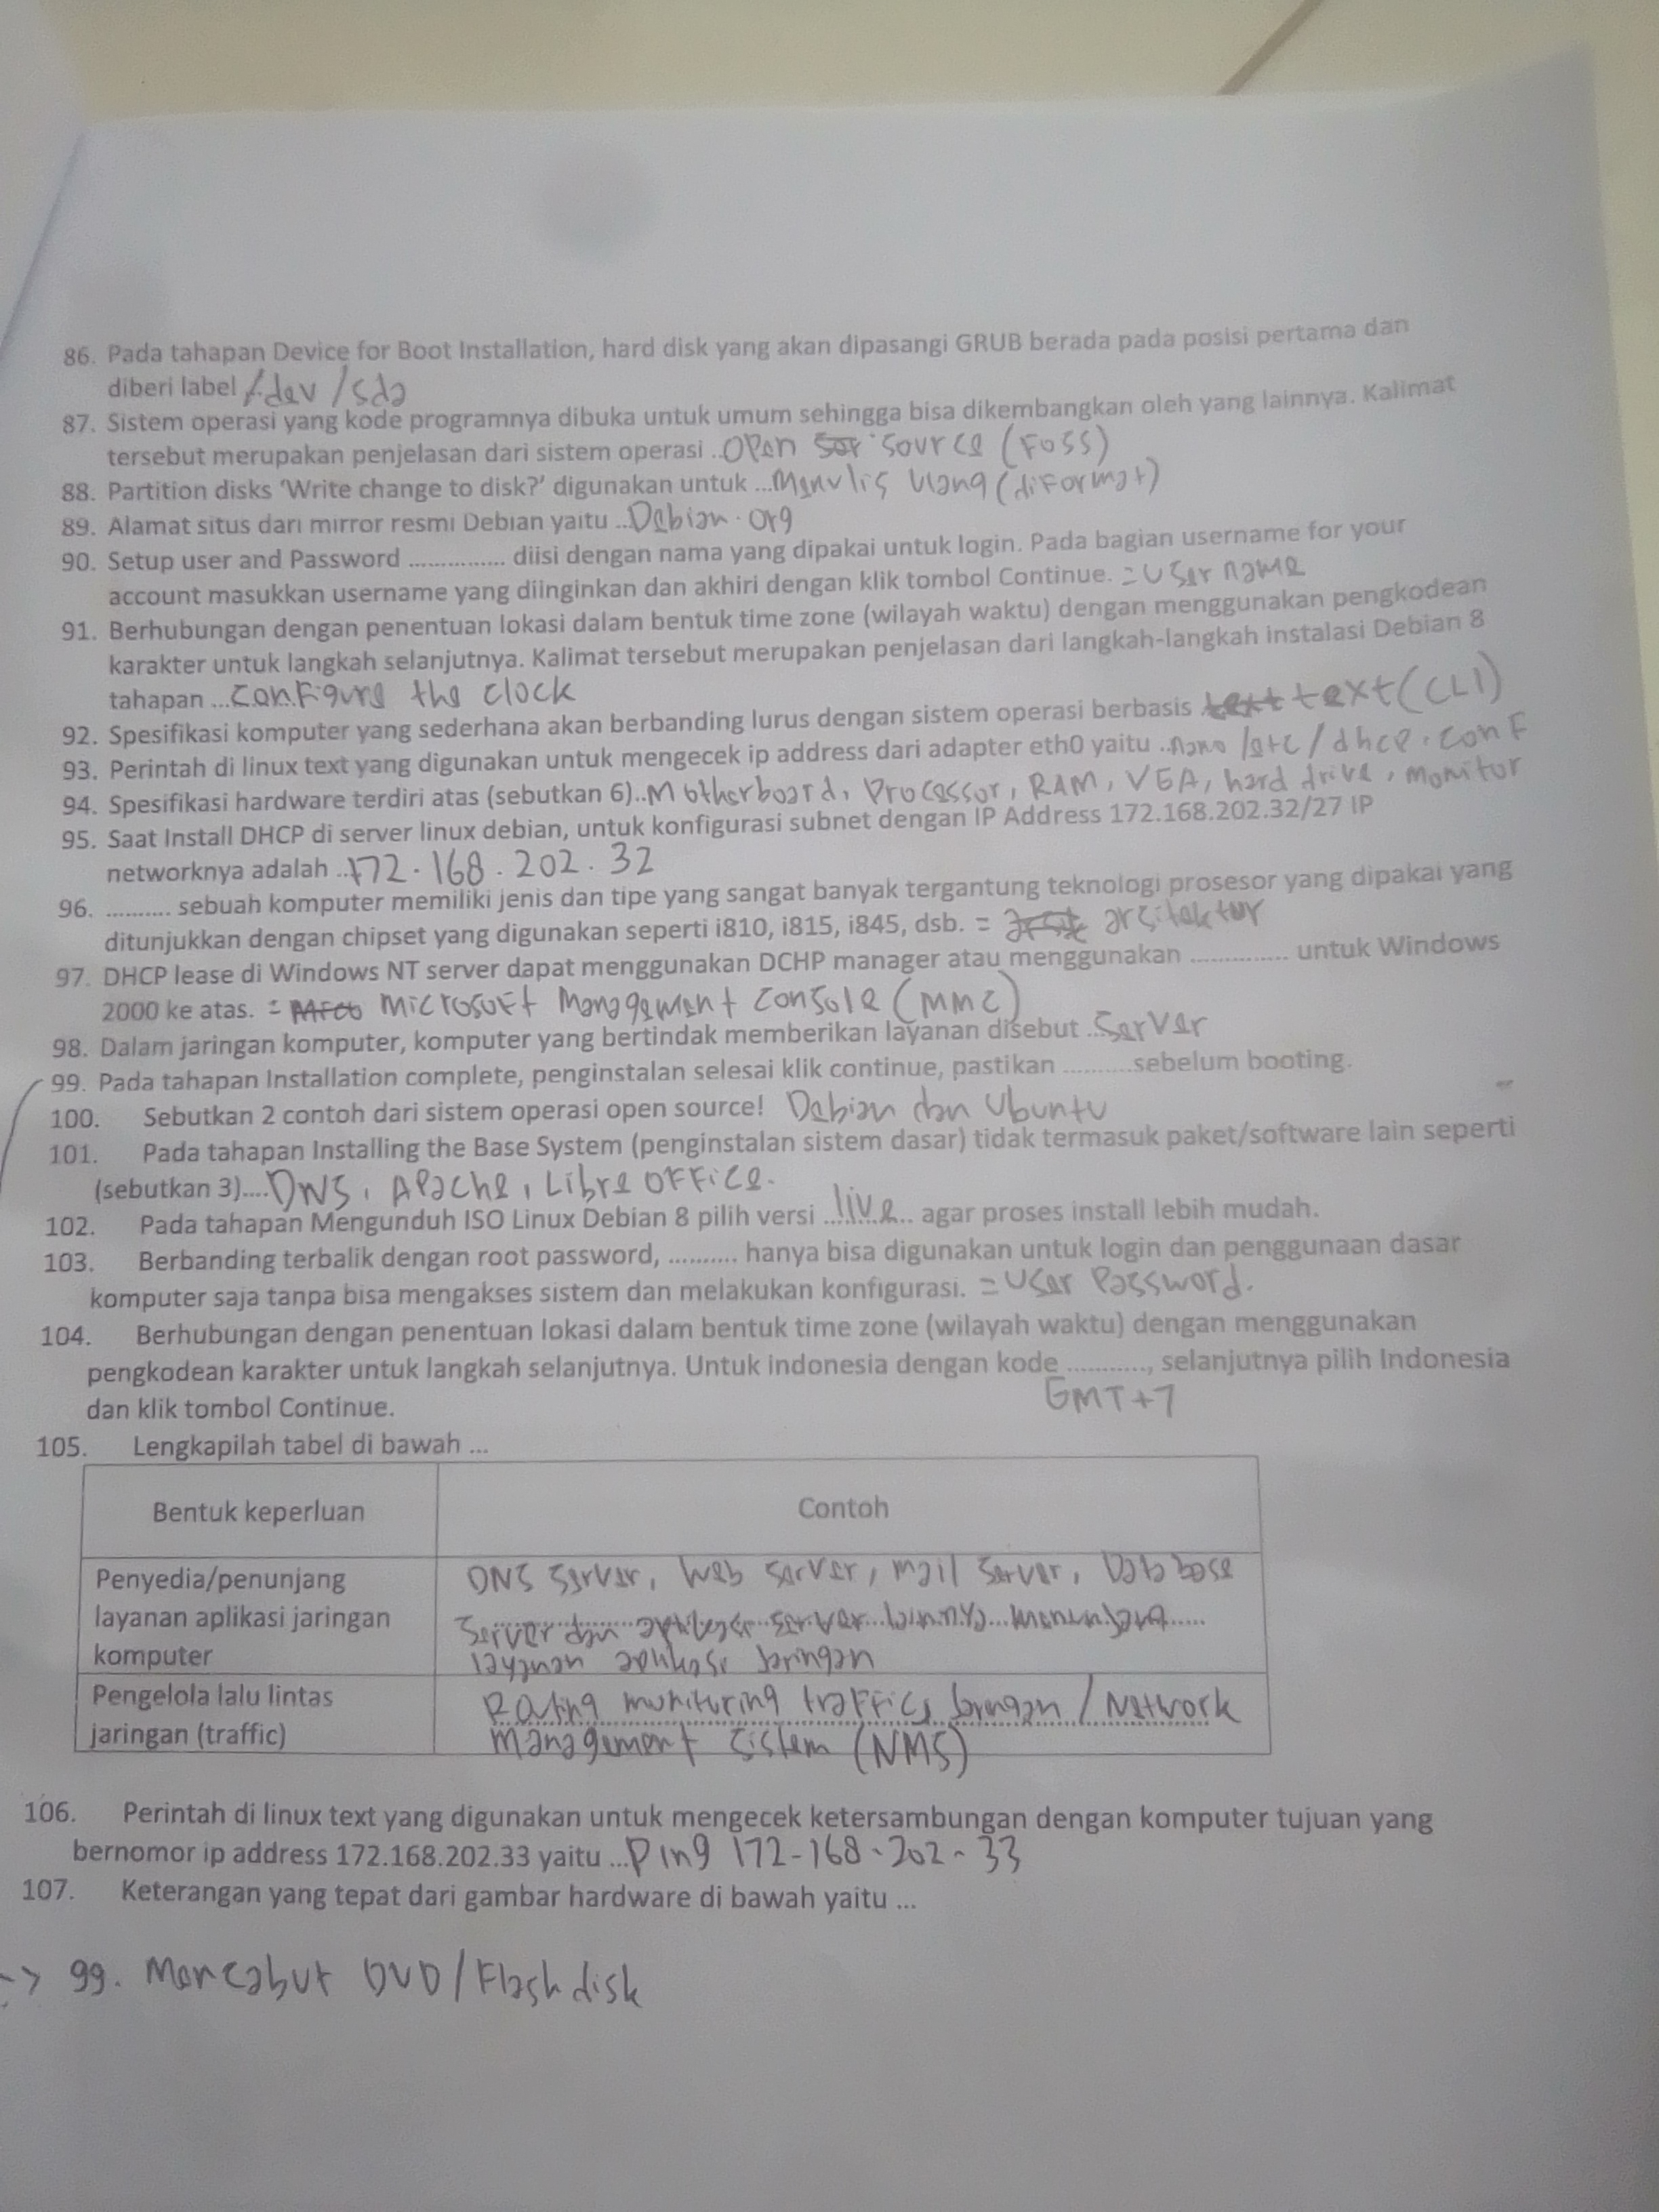 86. Pada tahapan Device for Boot Installation, hard disk yang akan dipasangi GRUB berada pada posisi pertama dan
diberi label /dev/sda
87. Sistem operasi yang kode programnya dibuka untuk umum sehingga bisa dikembangkan oleh yang lainnya. Kalimat
tersebut merupakan penjelasan dari sistem operasi ..Open source (FOSS)
88. Partition disks 'Write change to disk?' digunakan untuk ...Menulis ulang (diformat)
89. Alamat situs dari mirror resmi Debian yaitu ...Debian.org
90. Setup user and Password ............... diisi dengan nama yang dipakai untuk login. Pada bagian username for your
account masukkan username yang diinginkan dan akhiri dengan klik tombol Continue. = User name
91. Berhubungan dengan penentuan lokasi dalam bentuk time zone (wilayah waktu) dengan menggunakan pengkodean
karakter untuk langkah selanjutnya. Kalimat tersebut merupakan penjelasan dari langkah-langkah instalasi Debian 8
tahapan ...Configure the clock
92. Spesifikasi komputer yang sederhana akan berbanding lurus dengan sistem operasi berbasis text text (CLI)
93. Perintah di linux text yang digunakan untuk mengecek ip address dari adapter eth0 yaitu ..nano /etc/dhcp.conf
94. Spesifikasi hardware terdiri atas (sebutkan 6)..Motherboard, Processor, RAM, VGA, hard drive, monitor
95. Saat Install DHCP di server linux debian, untuk konfigurasi subnet dengan IP Address 172.168.202.32/27 IP
networknya adalah ..172.168.202.32
96. .......... sebuah komputer memiliki jenis dan tipe yang sangat banyak tergantung teknologi prosesor yang dipakai yang
ditunjukkan dengan chipset yang digunakan seperti i810, i815, i845, dsb. = arsitektur
97. DHCP lease di Windows NT server dapat menggunakan DCHP manager atau menggunakan .............. untuk Windows
2000 ke atas. = Microsoft Management Console (MMC)
98. Dalam jaringan komputer, komputer yang bertindak memberikan layanan disebut ..Server
99. Pada tahapan Installation complete, penginstalan selesai klik continue, pastikan ..........sebelum booting.
100. Sebutkan 2 contoh dari sistem operasi open source! Debian dan Ubuntu
101. Pada tahapan Installing the Base System (penginstalan sistem dasar) tidak termasuk paket/software lain seperti
(sebutkan 3)....DNS, Apache, Libre office.
102. Pada tahapan Mengunduh ISO Linux Debian 8 pilih versi ..live.. agar proses install lebih mudah.
103. Berbanding terbalik dengan root password, .......... hanya bisa digunakan untuk login dan penggunaan dasar
komputer saja tanpa bisa mengakses sistem dan melakukan konfigurasi. = User Password.
104. Berhubungan dengan penentuan lokasi dalam bentuk time zone (wilayah waktu) dengan menggunakan
pengkodean karakter untuk langkah selanjutnya. Untuk indonesia dengan kode ..........., selanjutnya pilih Indonesia
GMT+7
dan klik tombol Continue.
105. Lengkapilah tabel di bawah ...
Bentuk keperluan Contoh
Penyedia/penunjang DNS server, Web server, mail server, Database
layanan aplikasi jaringan Server dan server menunjang
komputer layanan aplikasi jaringan
Pengelola lalu lintas monitoring traffic jaringan / Network
jaringan (traffic) management sistem (NMS)
106. Perintah di linux text yang digunakan untuk mengecek ketersambungan dengan komputer tujuan yang
bernomor ip address 172.168.202.33 yaitu ...Ping 172-168.202.33
107. Keterangan yang tepat dari gambar hardware di bawah yaitu ...
-> 99. Mencabut DVD/Flashdisk